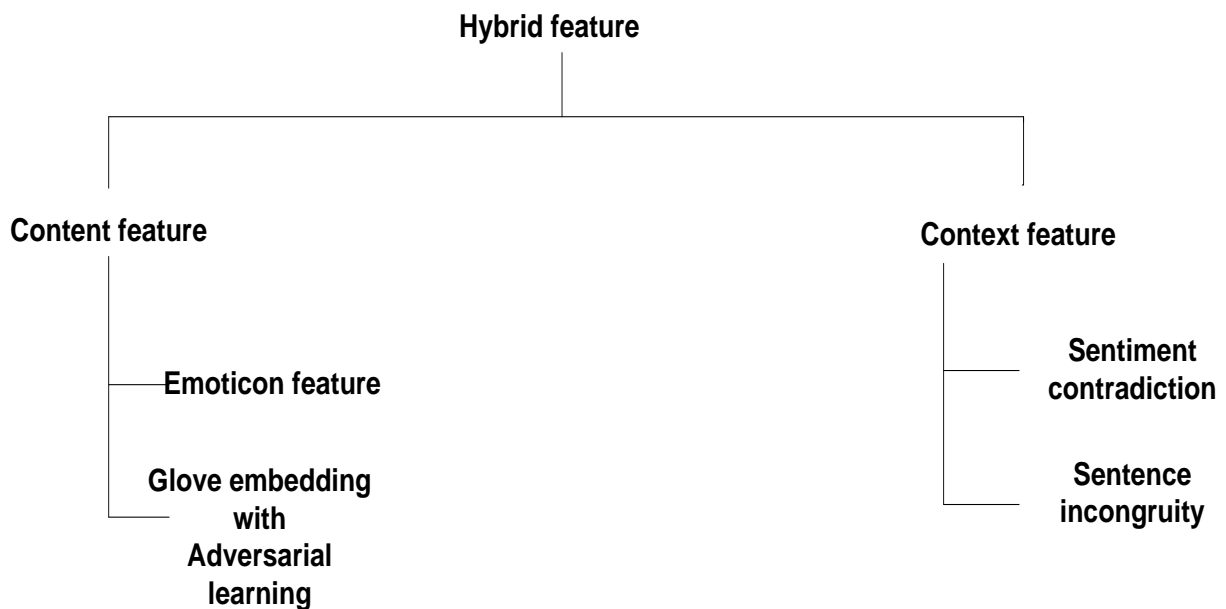 Hybrid feature
Content feature
Context feature
Emoticon feature
Glove embedding
with
Adversarial
learning
Sentiment
contradiction
Sentence
incongruity